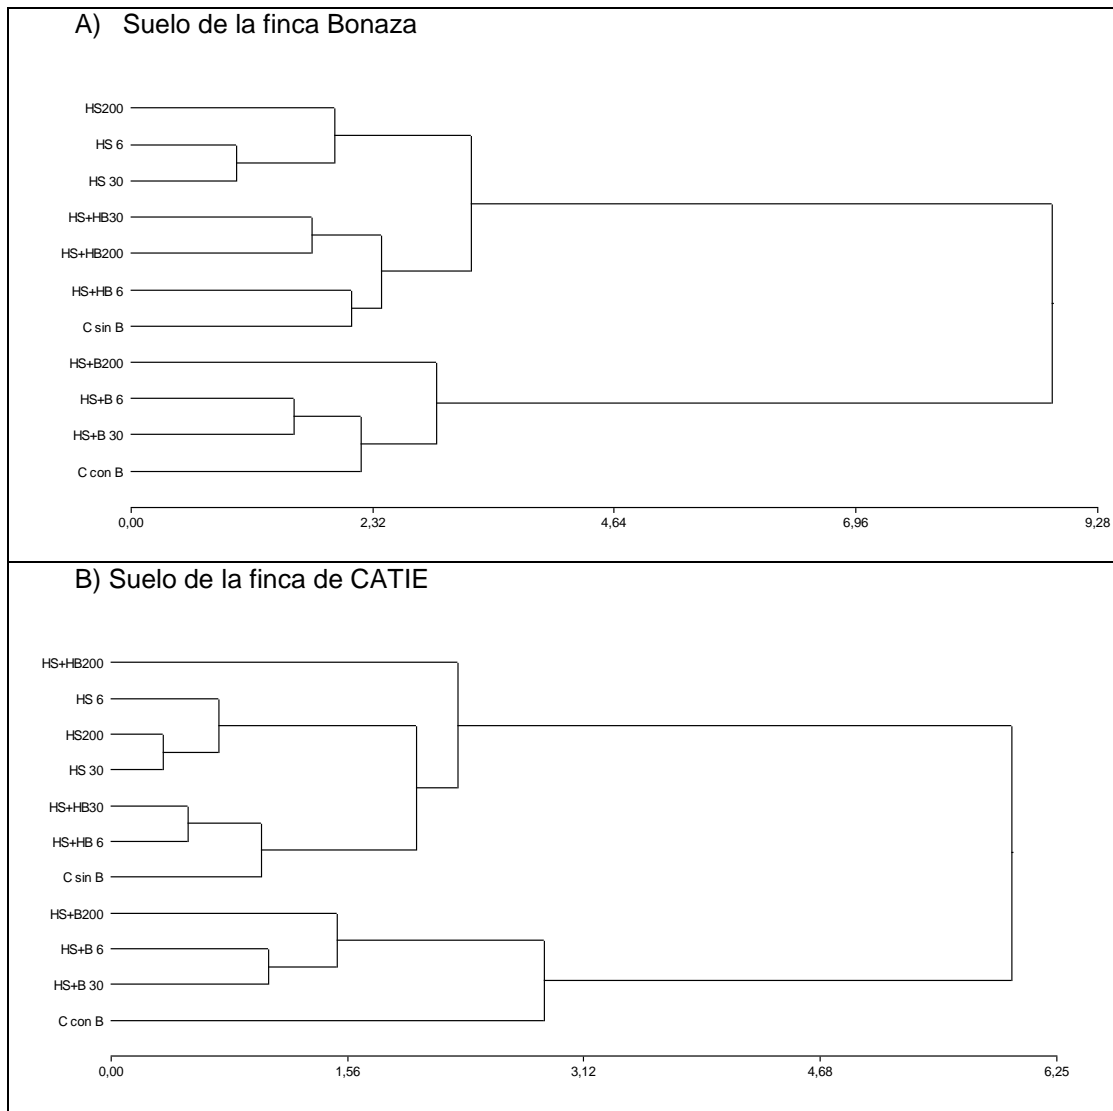 A) Suelo de la finca Bonaza
HS200
HS 6
HS 30
HS+HB30
HS+HB200
HS+HB 6
C sin B
HS+B200
HS+B 6
HS+B 30
C con B
0,00 2,32 4,64 6,96 9,28
B) Suelo de la finca de CATIE
HS+HB200
HS 6
HS200
HS 30
HS+HB30
HS+HB 6
C sin B
HS+B200
HS+B 6
HS+B 30
C con B
0,00 1,56 3,12 4,68 6,25